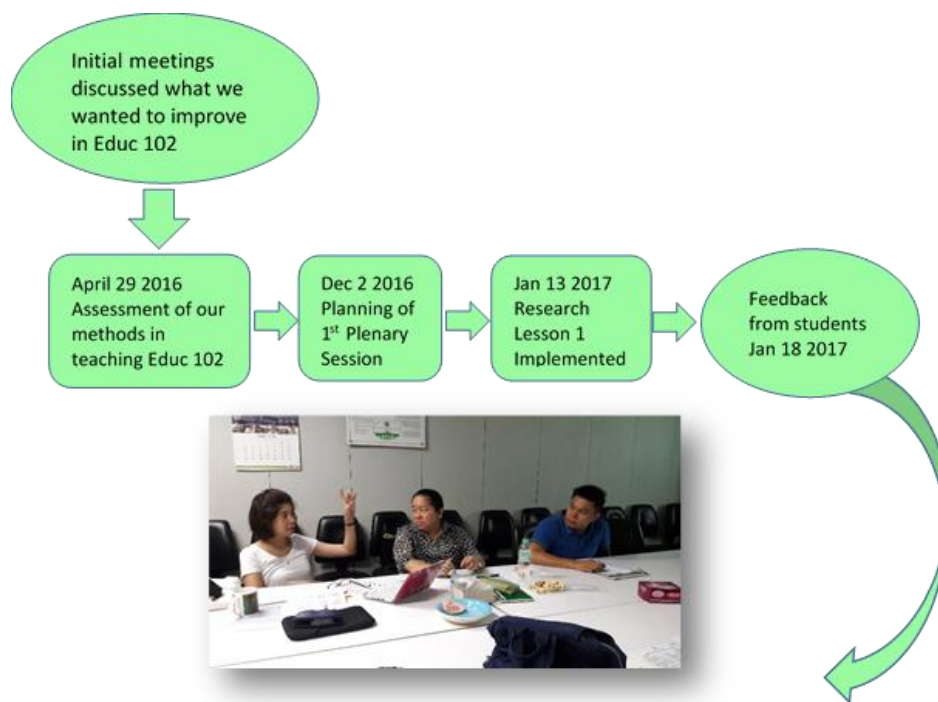 Initial meetings
discussed what we
wanted to improve
in Educ 102
April 29 2016
Assessment of our
methods in
teaching Educ 102
Dec 2 2016
Planning of
1st Plenary
Session
Jan 13 2017
Research
Lesson 1
Implemented
Feedback
from students
Jan 18 2017